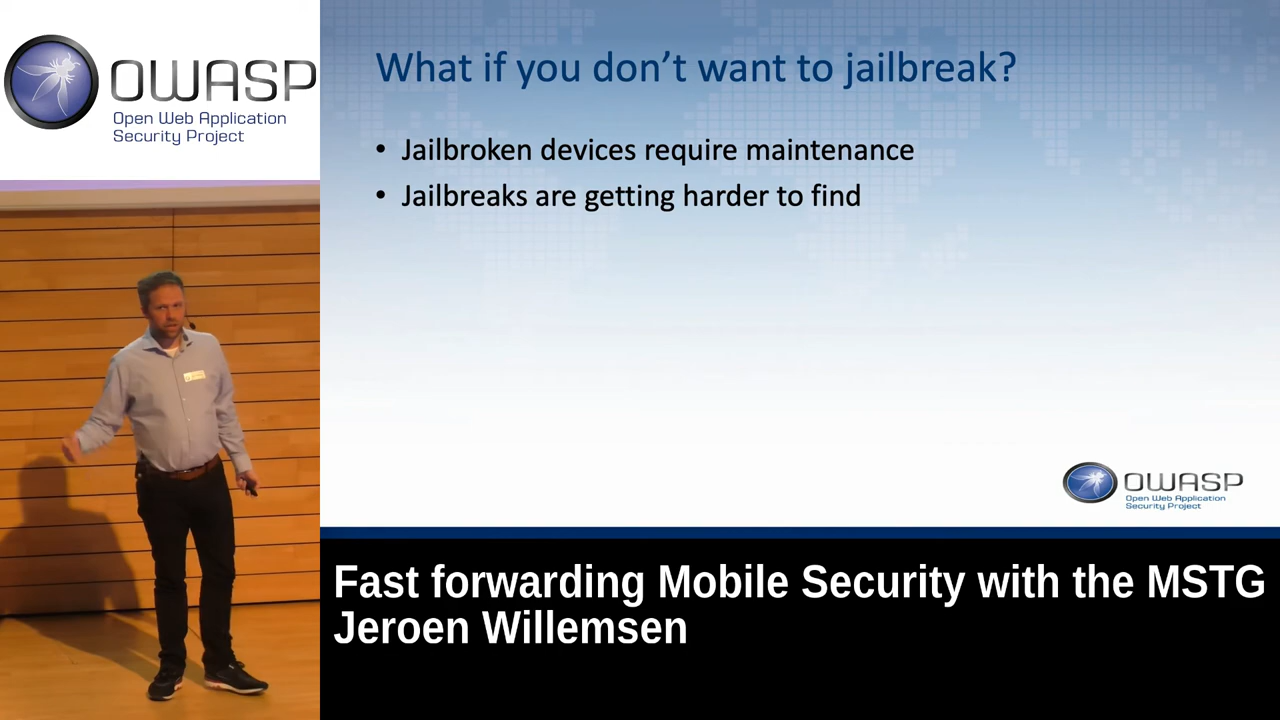 OWASP
Open Web Application
Security Project
What if you don't want to jailbreak?
• Jailbroken devices require maintenance
• Jailbreaks are getting harder to find
OWASP
Open Web Application
Security Project
Fast forwarding Mobile Security with the MSTG
Jeroen Willemsen